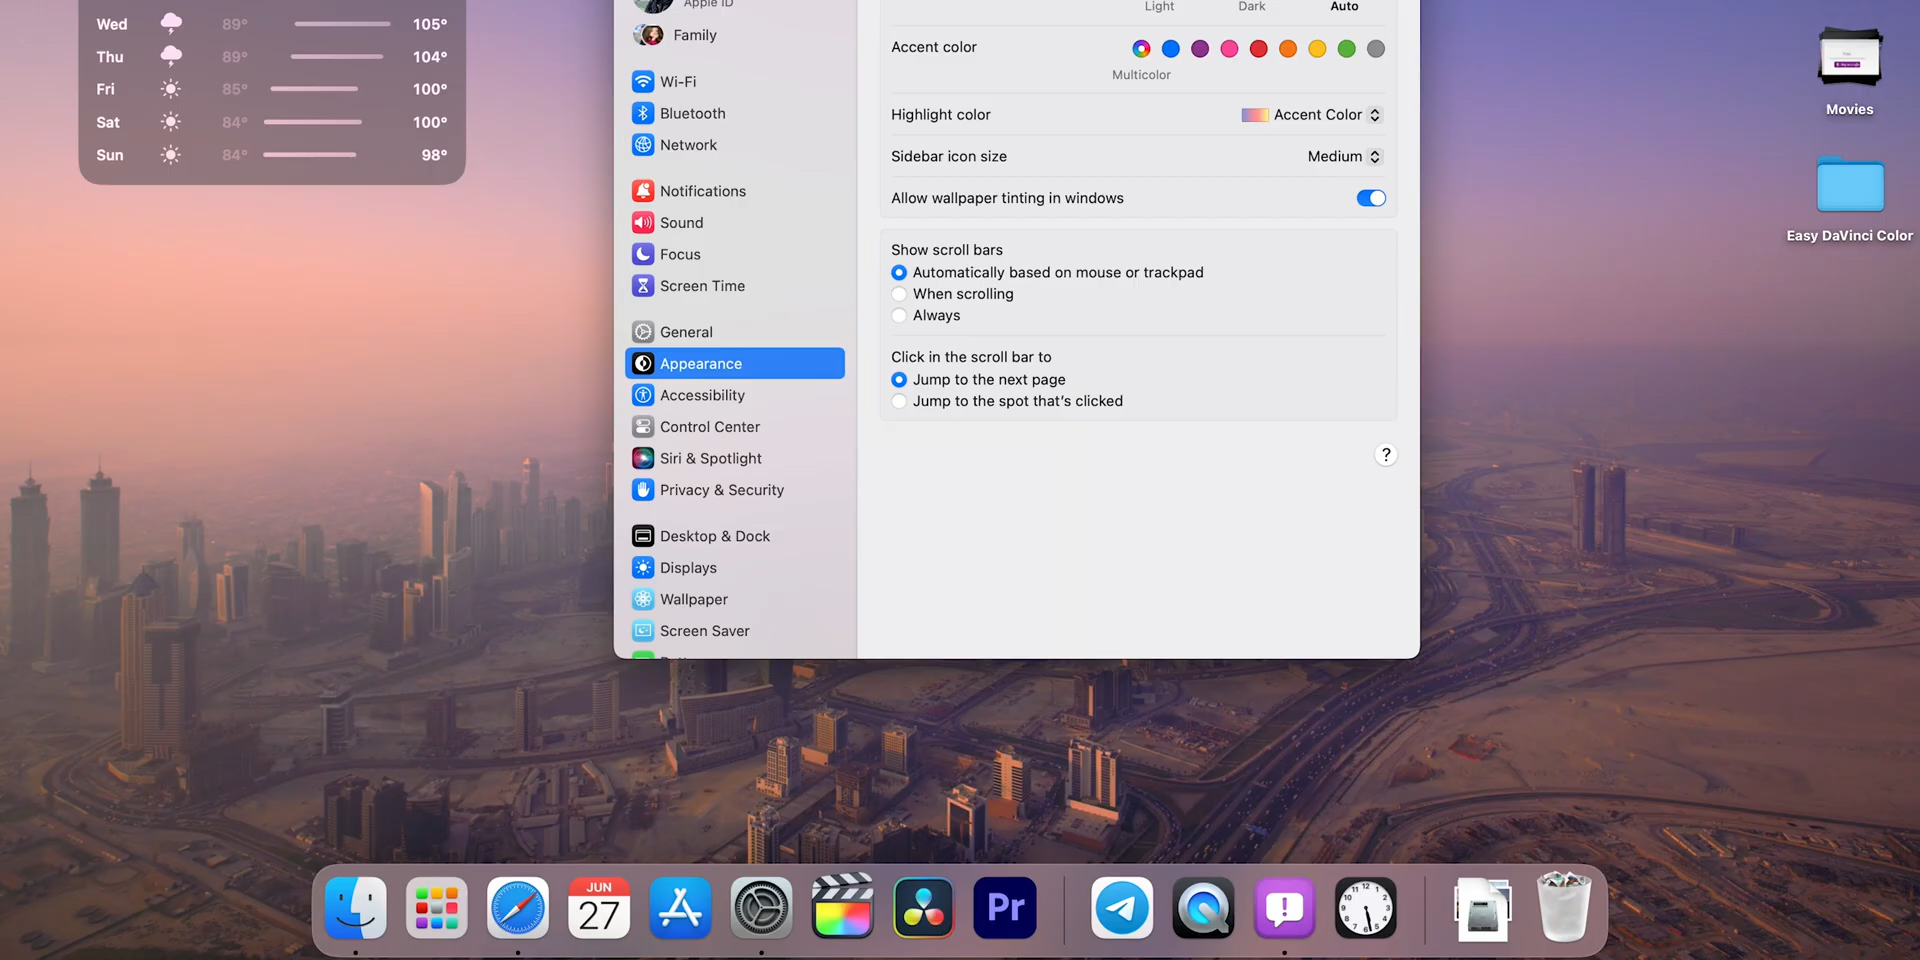 Wed 89° 105°
Thu 89° 104°
Fri 85° 100°
Sat 84° 100°
Sun 84° 98°
Apple ID
Family
Wi-Fi
Bluetooth
Network
Notifications
Sound
Focus
Screen Time
General
Appearance
Accessibility
Control Center
Siri & Spotlight
Privacy & Security
Desktop & Dock
Displays
Wallpaper
Screen Saver
Light Dark Auto
Accent color
Multicolor
Highlight color Accent Color
Sidebar icon size Medium
Allow wallpaper tinting in windows
Show scroll bars
Automatically based on mouse or trackpad
When scrolling
Always
Click in the scroll bar to
Jump to the next page
Jump to the spot that's clicked
?
Movies
Easy DaVinci Color
JUN
27
Pr